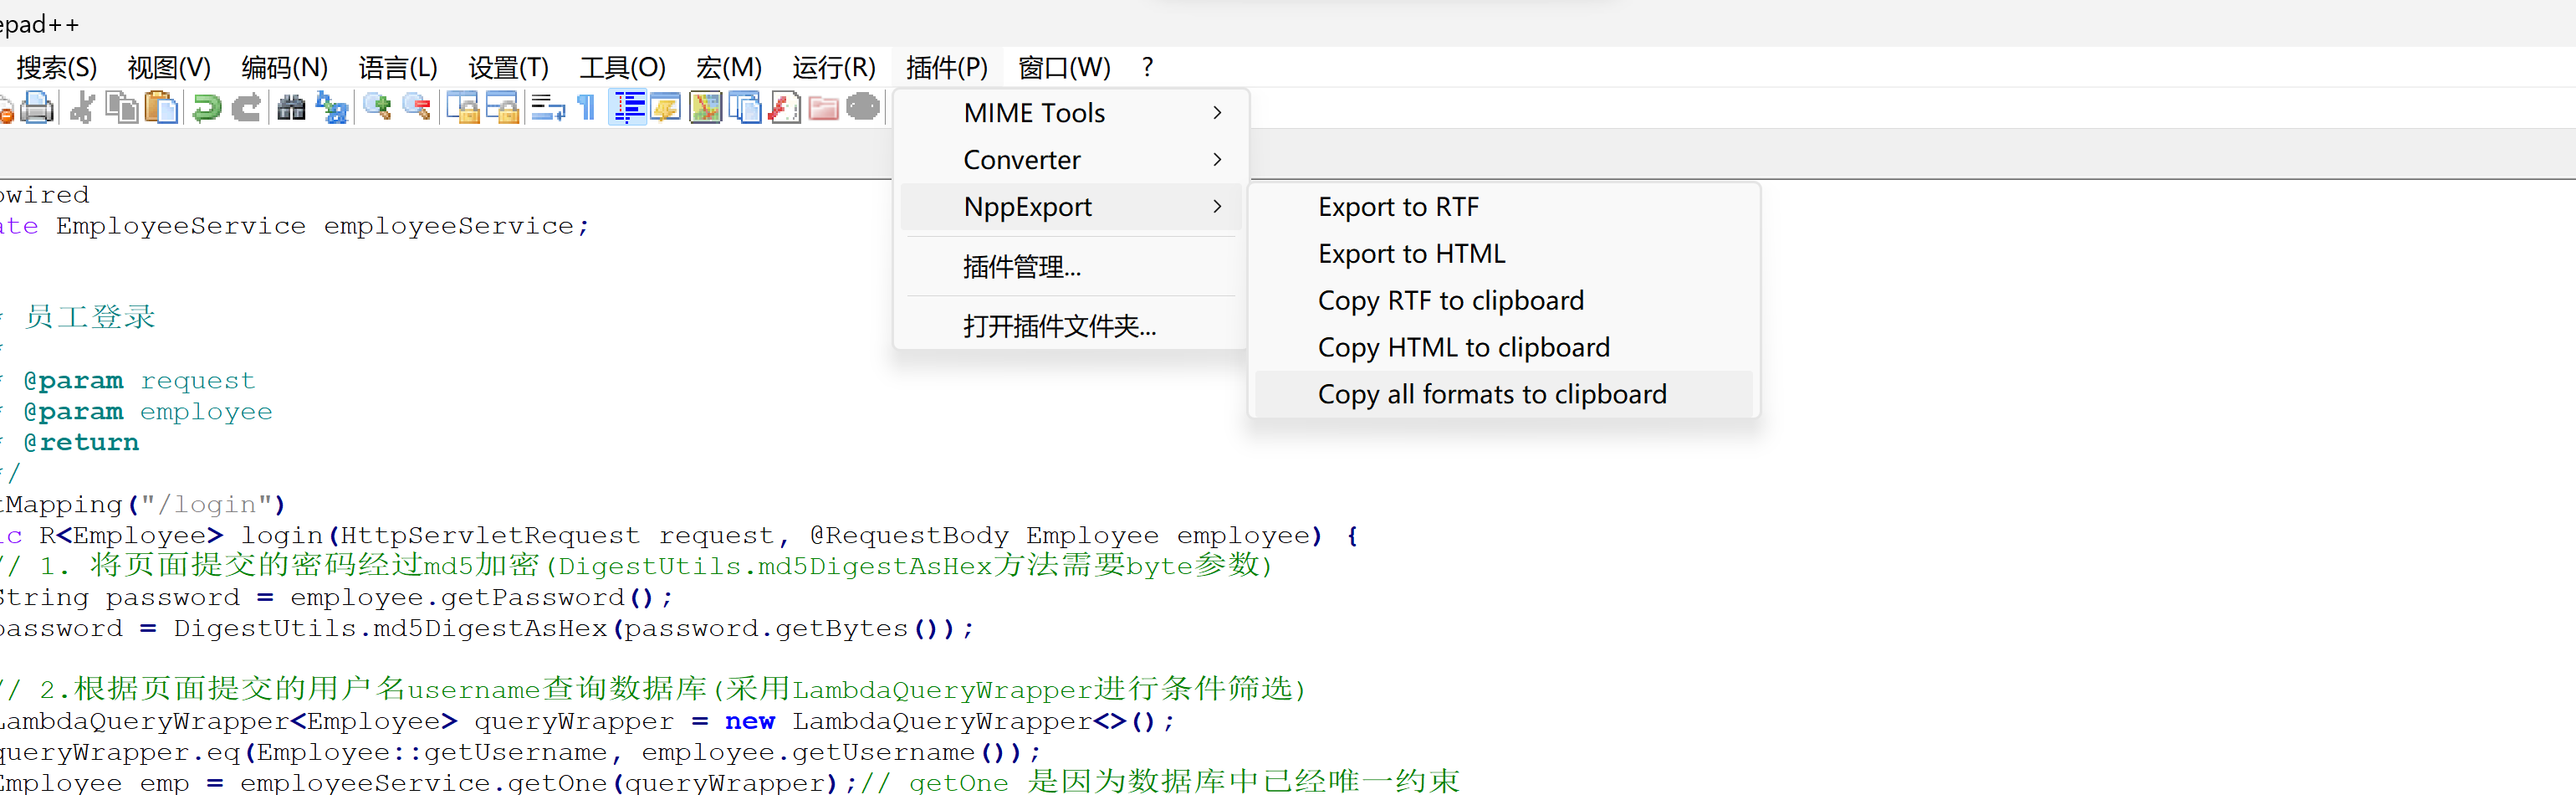 epad++
搜索(S) 视图(V) 编码(N) 语言(L) 设置(T) 工具(O) 宏(M) 运行(R) 插件(P) 窗口(W) ?
MIME Tools
Converter
NppExport
插件管理...
打开插件文件夹...
Export to RTF
Export to HTML
Copy RTF to clipboard
Copy HTML to clipboard
Copy all formats to clipboard
owired
ate EmployeeService employeeService;
* 员工登录
*
* @param request
* @param employee
* @return
*/
tMapping("/login")
ic R<Employee> login(HttpServletRequest request, @RequestBody Employee employee) {
// 1. 将页面提交的密码经过md5加密(DigestUtils.md5DigestAsHex方法需要byte参数)
String password = employee.getPassword();
password = DigestUtils.md5DigestAsHex(password.getBytes());
// 2.根据页面提交的用户名username查询数据库(采用LambdaQueryWrapper进行条件筛选)
LambdaQueryWrapper<Employee> queryWrapper = new LambdaQueryWrapper<>();
queryWrapper.eq(Employee::getUsername, employee.getUsername());
Employee emp = employeeService.getOne(queryWrapper);// getOne 是因为数据库中已经唯一约束